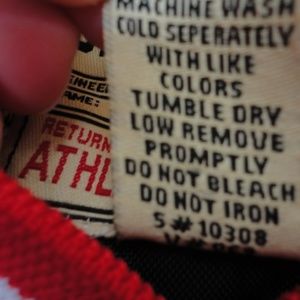 MACHINE WASH
COLD SEPERATELY
WITH LIKE
COLORS
TUMBLE DRY
LOW REMOVE
PROMPTLY
DO NOT BLEACH
DO NOT IRON
S#10308
NAME:
RETURN
ATHL